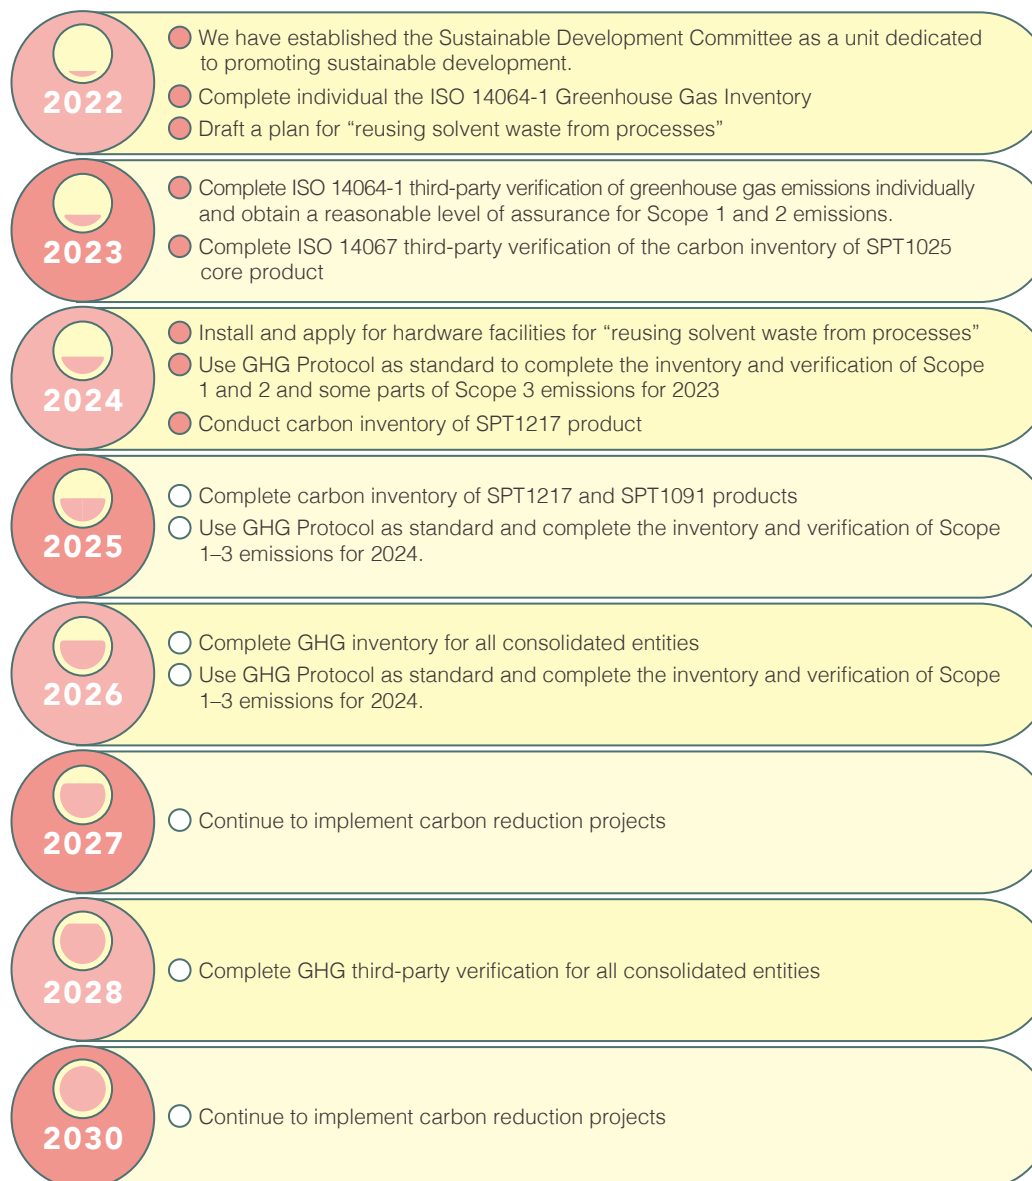 2022
We have established the Sustainable Development Committee as a unit dedicated
to promoting sustainable development.
Complete individual the ISO 14064-1 Greenhouse Gas Inventory
Draft a plan for “reusing solvent waste from processes”
2023
Complete ISO 14064-1 third-party verification of greenhouse gas emissions individually
and obtain a reasonable level of assurance for Scope 1 and 2 emissions.
Complete ISO 14067 third-party verification of the carbon inventory of SPT1025
core product
2024
Install and apply for hardware facilities for “reusing solvent waste from processes”
Use GHG Protocol as standard to complete the inventory and verification of Scope
1 and 2 and some parts of Scope 3 emissions for 2023
Conduct carbon inventory of SPT1217 product
2025
Complete carbon inventory of SPT1217 and SPT1091 products
Use GHG Protocol as standard and complete the inventory and verification of Scope
1–3 emissions for 2024.
2026
Complete GHG inventory for all consolidated entities
Use GHG Protocol as standard and complete the inventory and verification of Scope
1–3 emissions for 2024.
2027
Continue to implement carbon reduction projects
2028
Complete GHG third-party verification for all consolidated entities
2030
Continue to implement carbon reduction projects